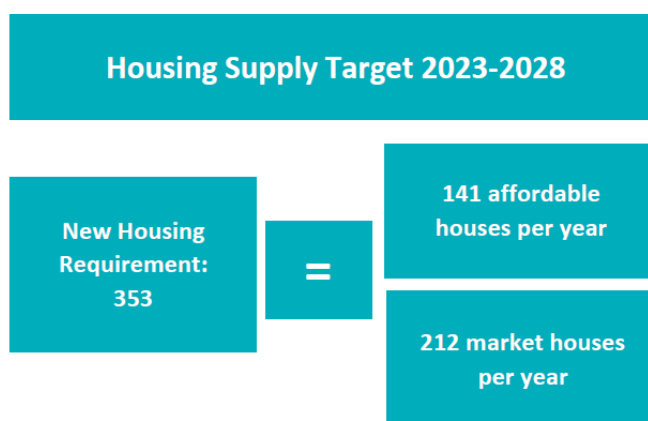 Housing Supply Target 2023-2028
New Housing
Requirement:
353
=
141 affordable
houses per year
212 market houses
per year